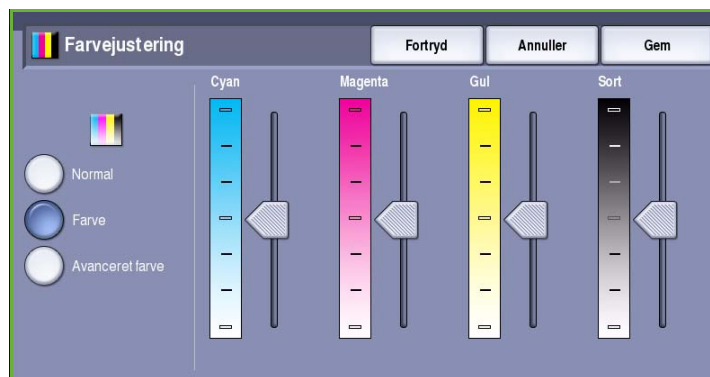 Farvejustering
Fortryd
Annuller
Gem
Cyan
Magenta
Gul
Sort
Normal
Farve
Avanceret farve